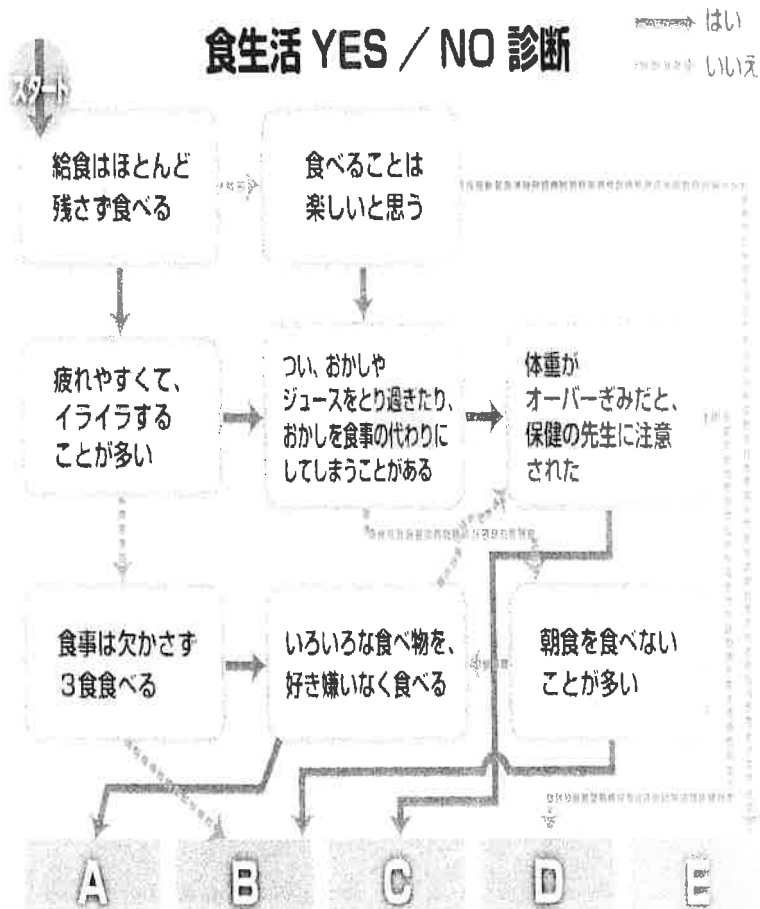 食生活 YES / NO 診断
はい
いいえ
スタート
給食はほとんど
残さず食べる
食べることは
楽しいと思う
疲れやすくて、
イライラする
ことが多い
つい、おかしや
ジュースをとり過ぎたり、
おかしを食事の代わりに
してしまうことがある
体重が
オーバーぎみだと、
保健の先生に注意
された
食事は欠かさず
3食食べる
いろいろな食べ物を、
好き嫌いなく食べる
朝食を食べない
ことが多い
A
B
C
D
E